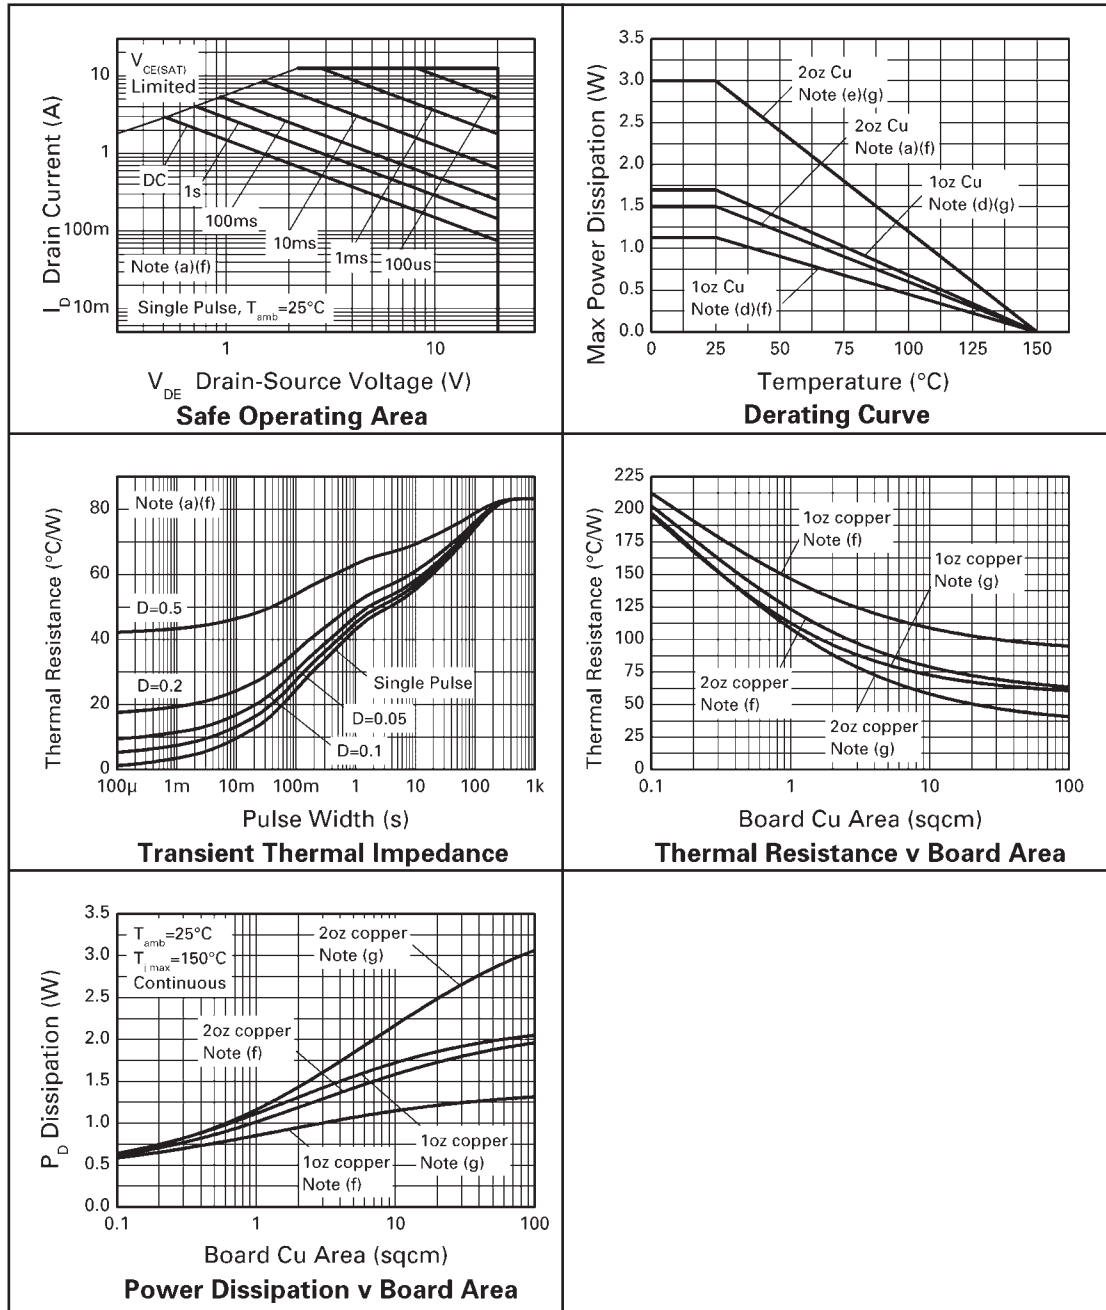 V_CE(SAT)
Limited
10
1
100m
10m
I_D Drain Current (A)
DC
1s
100ms
10ms
1ms
100us
Note (a)(f)
Single Pulse, T_amb=25°C
1
10
V_DE Drain-Source Voltage (V)
Safe Operating Area
3.5
3.0
2.5
2.0
1.5
1.0
0.5
0.0
Max Power Dissipation (W)
2oz Cu
Note (e)(g)
2oz Cu
Note (a)(f)
1oz Cu
Note (d)(g)
1oz Cu
Note (d)(f)
0 25 50 75 100 125 150
Temperature (°C)
Derating Curve
80
60
40
20
0
Thermal Resistance (°C/W)
Note (a)(f)
D=0.5
D=0.2
Single Pulse
D=0.05
D=0.1
100µ 1m 10m 100m 1 10 100 1k
Pulse Width (s)
Transient Thermal Impedance
225
200
175
150
125
100
75
50
25
0
Thermal Resistance (°C/W)
1oz copper
Note (f)
1oz copper
Note (g)
2oz copper
Note (f)
2oz copper
Note (g)
0.1 1 10 100
Board Cu Area (sqcm)
Thermal Resistance v Board Area
3.5
3.0
2.5
2.0
1.5
1.0
0.5
0.0
P_D Dissipation (W)
T_amb=25°C
T_j max=150°C
Continuous
2oz copper
Note (g)
2oz copper
Note (f)
1oz copper
Note (g)
1oz copper
Note (f)
0.1 1 10 100
Board Cu Area (sqcm)
Power Dissipation v Board Area